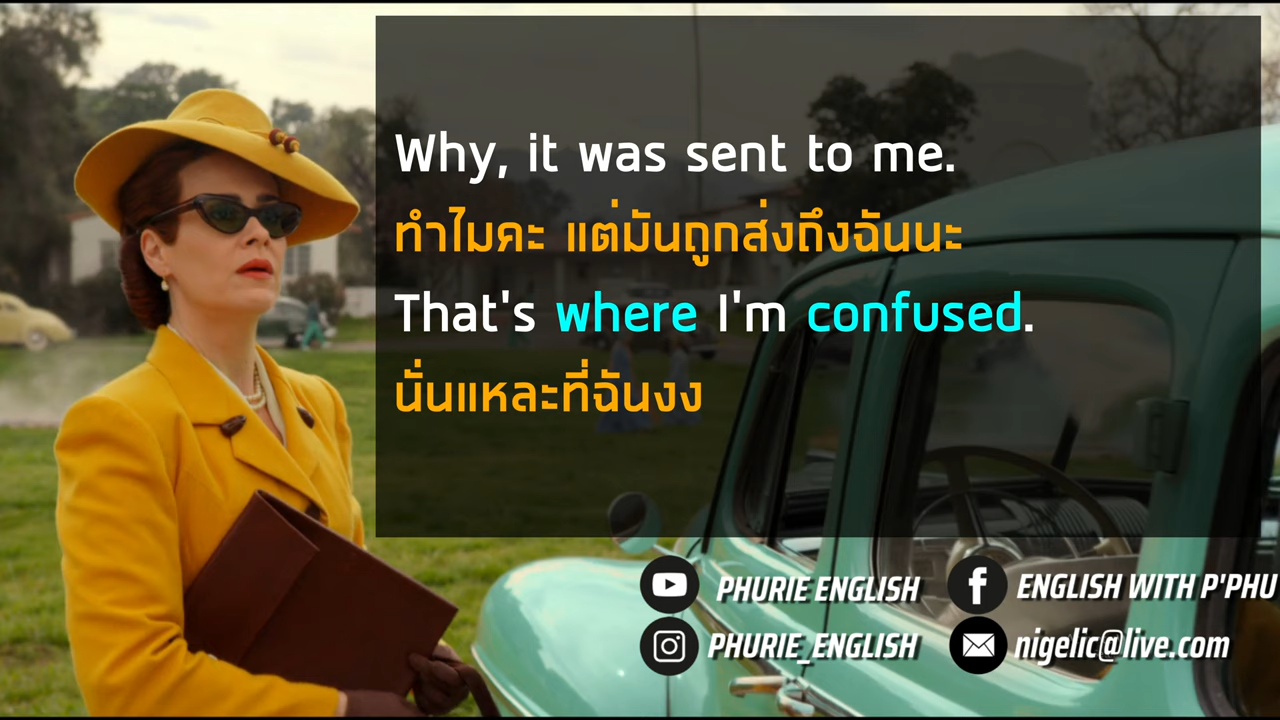 Why, it was sent to me.
ทำไมคะ แต่มันถูกส่งถึงฉันนะ
That's where I'm confused.
นั่นแหละที่ฉันงง
PHURIE ENGLISH
ENGLISH WITH P'PHU
PHURIE_ENGLISH
nigelic@live.com